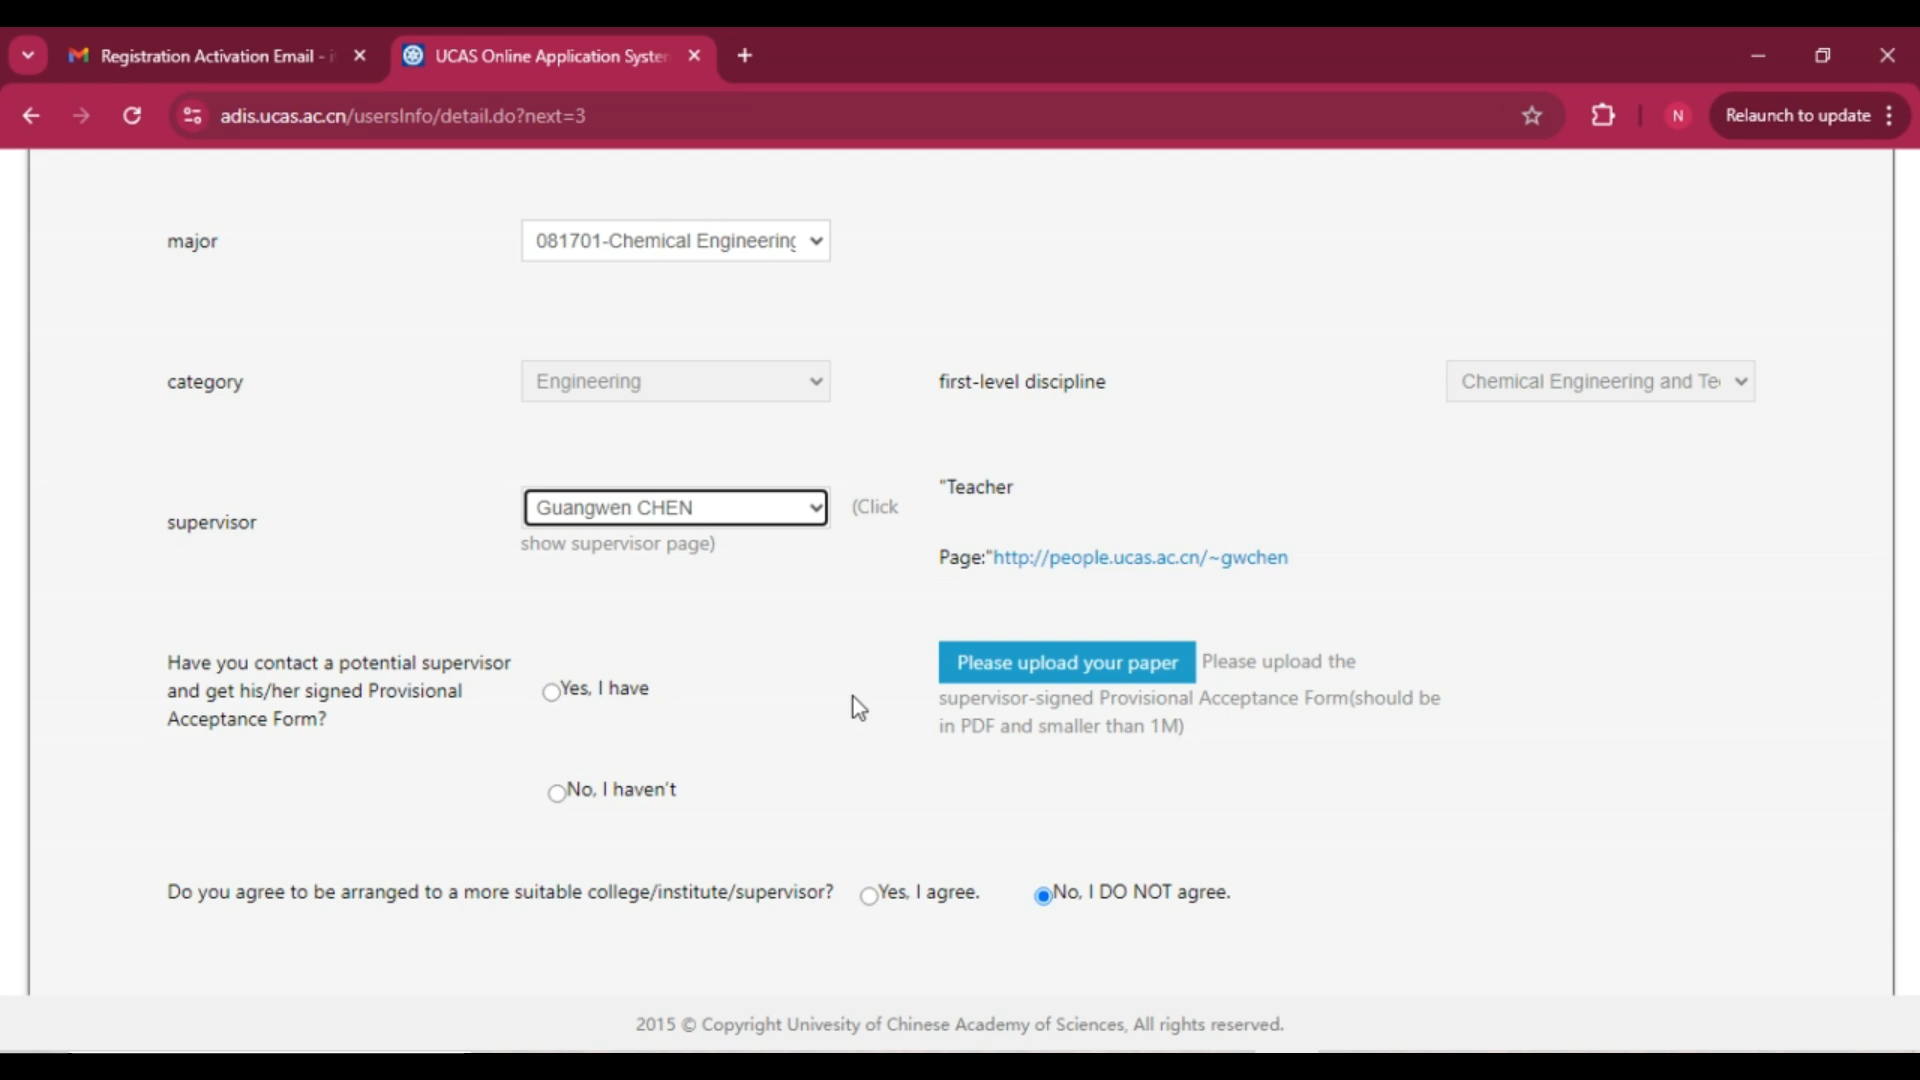 Registration Activation Email -
UCAS Online Application System
adis.ucas.ac.cn/usersInfo/detail.do?next=3
N
Relaunch to update
major
081701-Chemical Engineering
category
Engineering
first-level discipline
Chemical Engineering and Te
supervisor
Guangwen CHEN
(Click
show supervisor page)
"Teacher
Page:"http://people.ucas.ac.cn/~gwchen
Have you contact a potential supervisor
and get his/her signed Provisional
Acceptance Form?
Yes, I have
No, I haven't
Please upload your paper
Please upload the
supervisor-signed Provisional Acceptance Form(should be
in PDF and smaller than 1M)
Do you agree to be arranged to a more suitable college/institute/supervisor?
Yes, I agree.
No, I DO NOT agree.
2015 © Copyright Univesity of Chinese Academy of Sciences, All rights reserved.